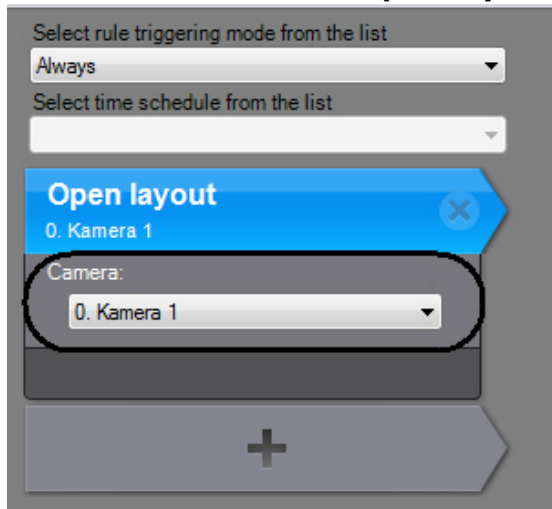 Select rule triggering mode from the list
Always
Select time schedule from the list
Open layout
0. Kamera 1
Camera:
0. Kamera 1